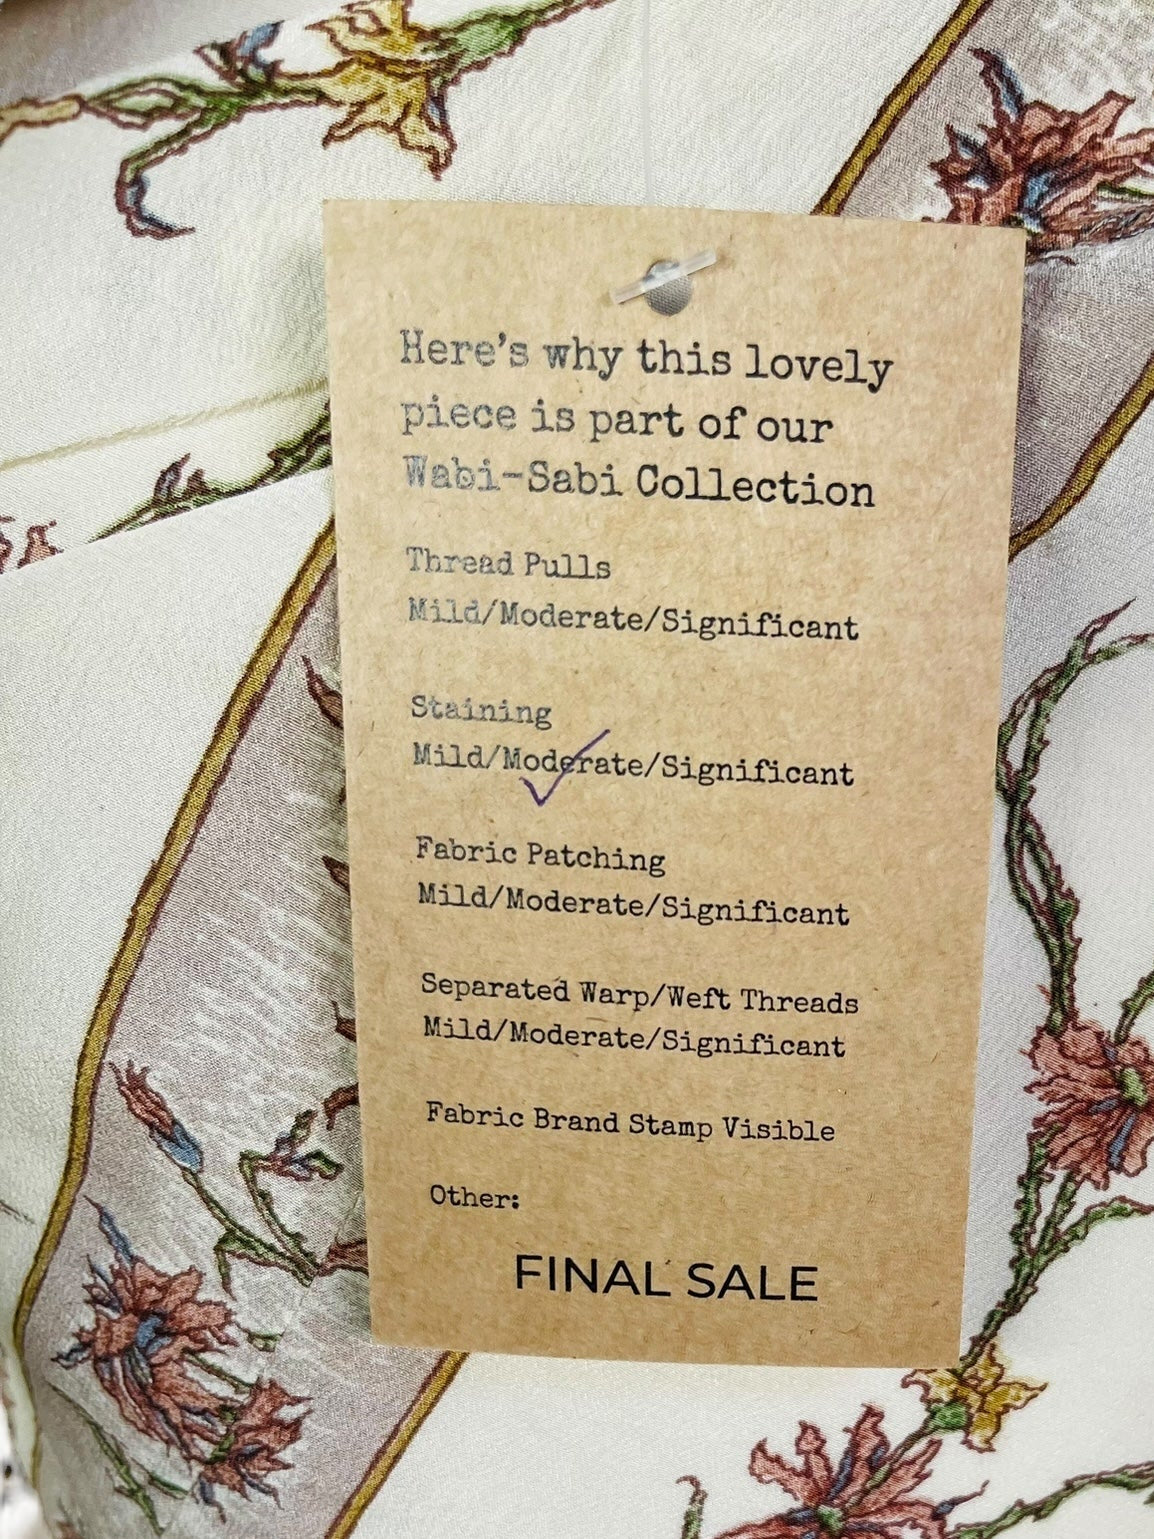 Here's why this lovely
piece is part of our
Wabi-Sabi Collection
Thread Pulls
Mild/Moderate/Significant
Staining
Mild/Moderate/Significant
Fabric Patching
Mild/Moderate/Significant
Separated Warp/Weft Threads
Mild/Moderate/Significant
Fabric Brand Stamp Visible
Other:
FINAL SALE